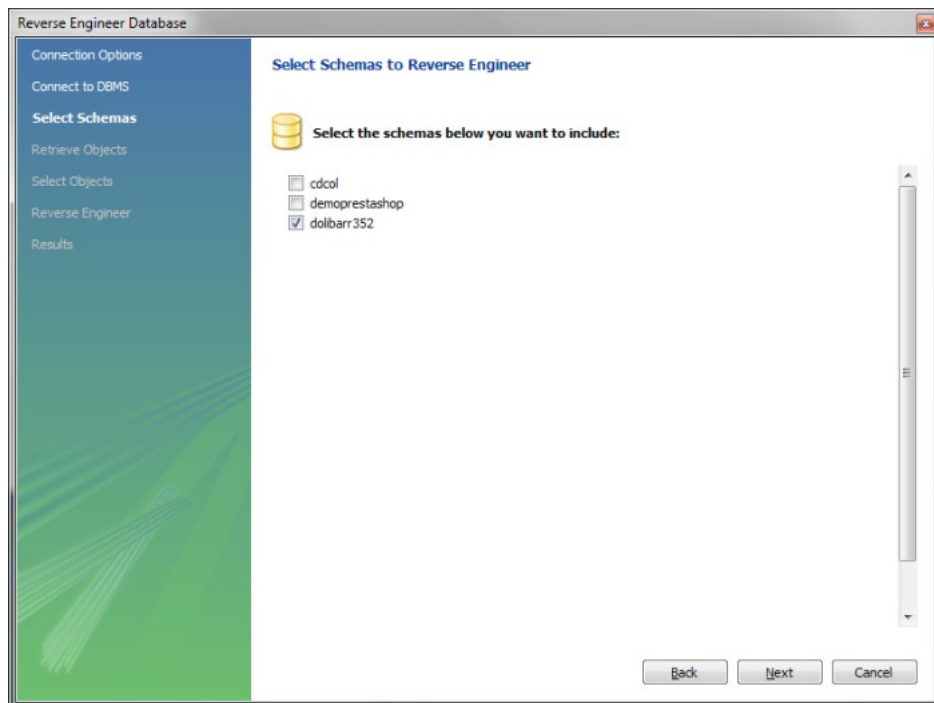 Reverse Engineer Database
Connection Options
Connect to DBMS
Select Schemas
Retrieve Objects
Select Objects
Reverse Engineer
Results
Select Schemas to Reverse Engineer
Select the schemas below you want to include:
cdcol
demoprestashop
dolibarr352
Back
Next
Cancel